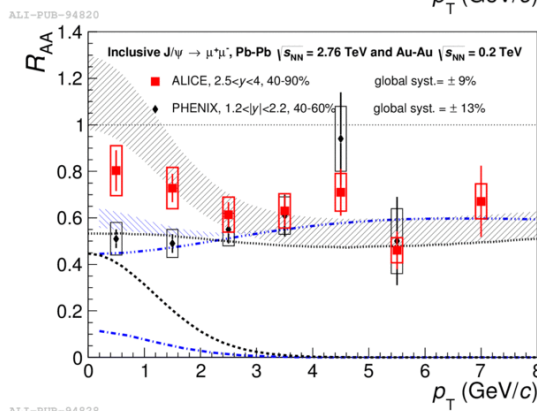 p_T (GeV/c)
ALI-PUB-94820
R_AA
1.4
Inclusive J/ψ → μ⁺μ⁻, Pb-Pb √s_NN = 2.76 TeV and Au-Au √s_NN = 0.2 TeV
1.2
ALICE, 2.5<y<4, 40-90% global syst. = ± 9%
PHENIX, 1.2<|y|<2.2, 40-60% global syst. = ± 13%
1
0.8
0.6
0.4
0.2
0
0 1 2 3 4 5 6 7 8
p_T (GeV/c)